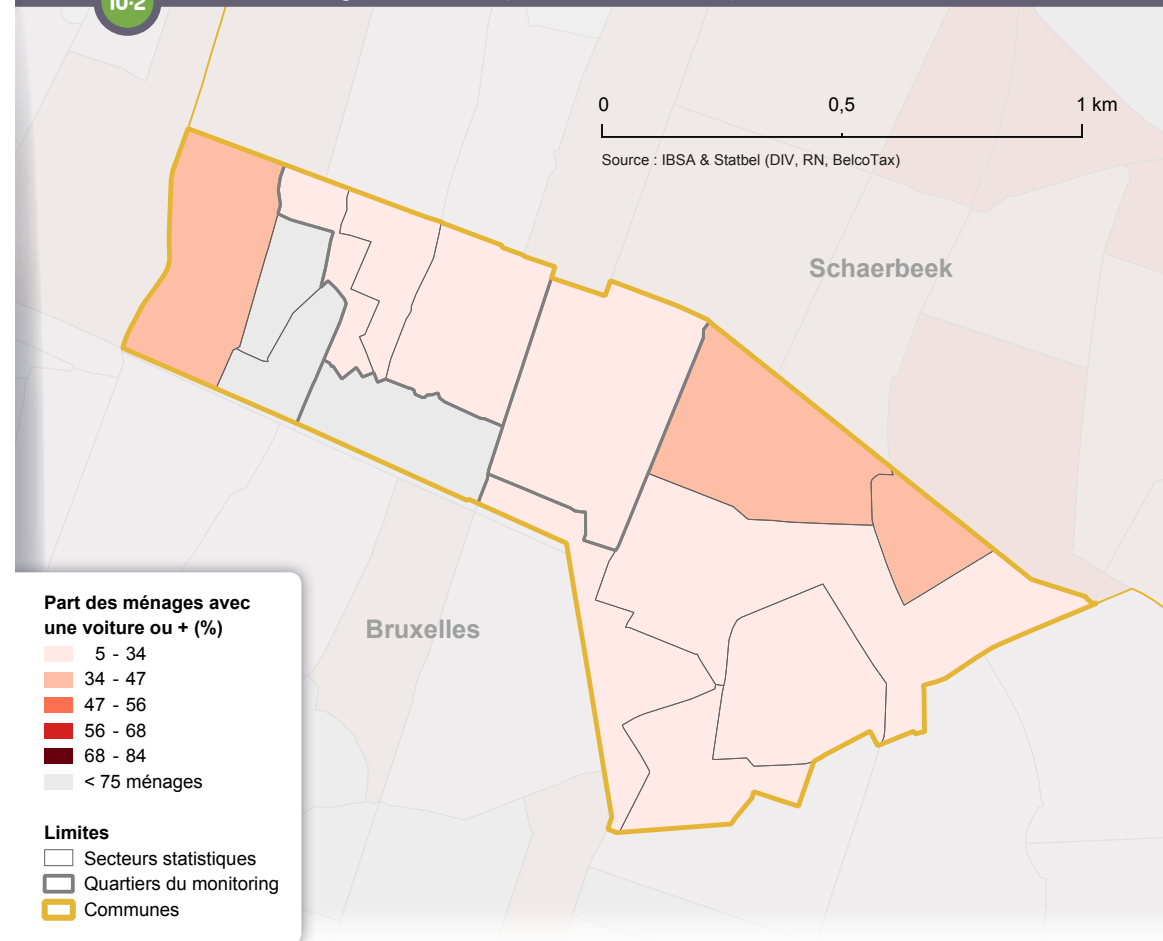 10.2
0 0,5 1 km
Source : IBSA & Statbel (DIV, RN, BelcoTax)
Schaerbeek
Bruxelles
Part des ménages avec
une voiture ou + (%)
5 - 34
34 - 47
47 - 56
56 - 68
68 - 84
< 75 ménages
Limites
Secteurs statistiques
Quartiers du monitoring
Communes